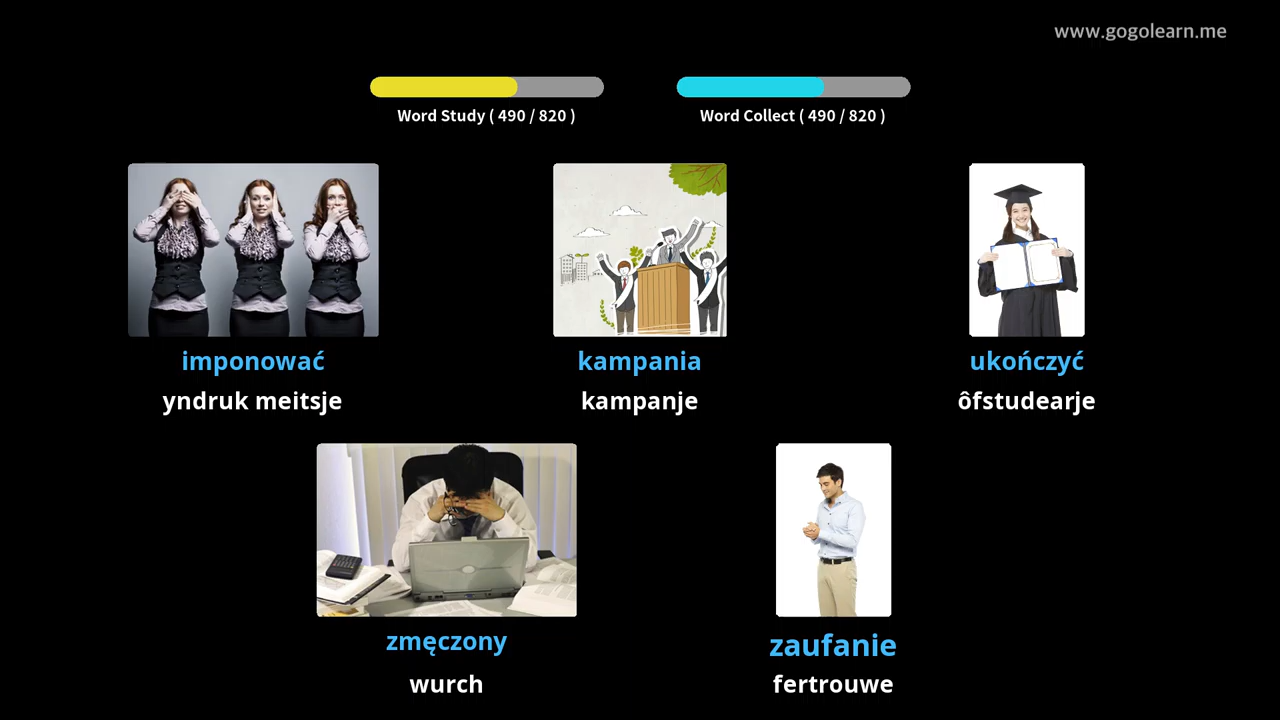 www.gogolearn.me
Word Study ( 490 / 820 )
Word Collect ( 490 / 820 )
imponować
yndruk meitsje
kampania
kampanje
ukończyć
ôfstudearje
zmęczony
wurch
zaufanie
fertrouwe